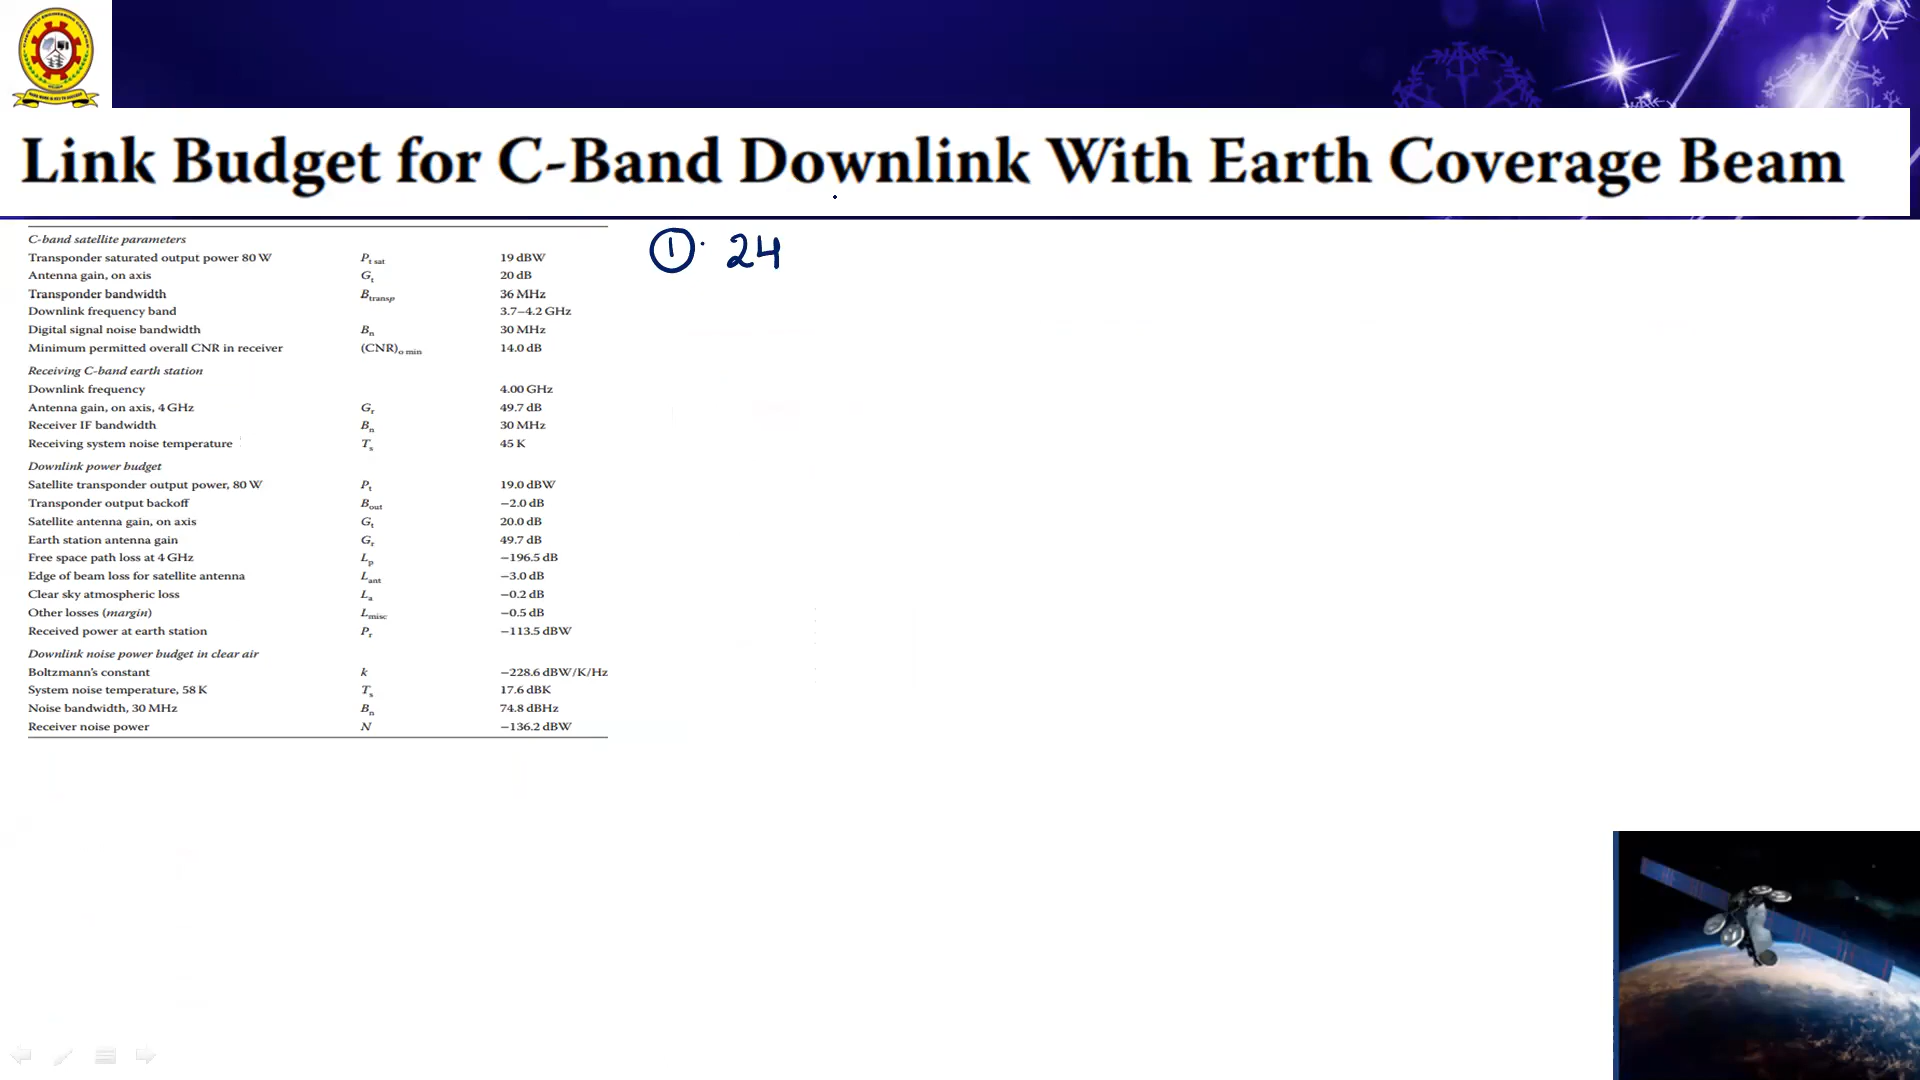 Link Budget for C-Band Downlink With Earth Coverage Beam
C-band satellite parameters
Transponder saturated output power 80 W Pt sat 19 dBW
Antenna gain, on axis Gt 20 dB
Transponder bandwidth Btransp 36 MHz
Downlink frequency band 3.7–4.2 GHz
Digital signal noise bandwidth Bn 30 MHz
Minimum permitted overall CNR in receiver (CNR)o min 14.0 dB
Receiving C-band earth station
Downlink frequency 4.00 GHz
Antenna gain, on axis, 4 GHz Gr 49.7 dB
Receiver IF bandwidth Bn 30 MHz
Receiving system noise temperature Ts 45 K
Downlink power budget
Satellite transponder output power, 80 W Pt 19.0 dBW
Transponder output backoff Bout −2.0 dB
Satellite antenna gain, on axis Gt 20.0 dB
Earth station antenna gain Gr 49.7 dB
Free space path loss at 4 GHz Lp −196.5 dB
Edge of beam loss for satellite antenna Lant −3.0 dB
Clear sky atmospheric loss La −0.2 dB
Other losses (margin) Lmisc −0.5 dB
Received power at earth station Pr −113.5 dBW
Downlink noise power budget in clear air
Boltzmann's constant k −228.6 dBW/K/Hz
System noise temperature, 58 K Ts 17.6 dBK
Noise bandwidth, 30 MHz Bn 74.8 dBHz
Receiver noise power N −136.2 dBW
① · 24